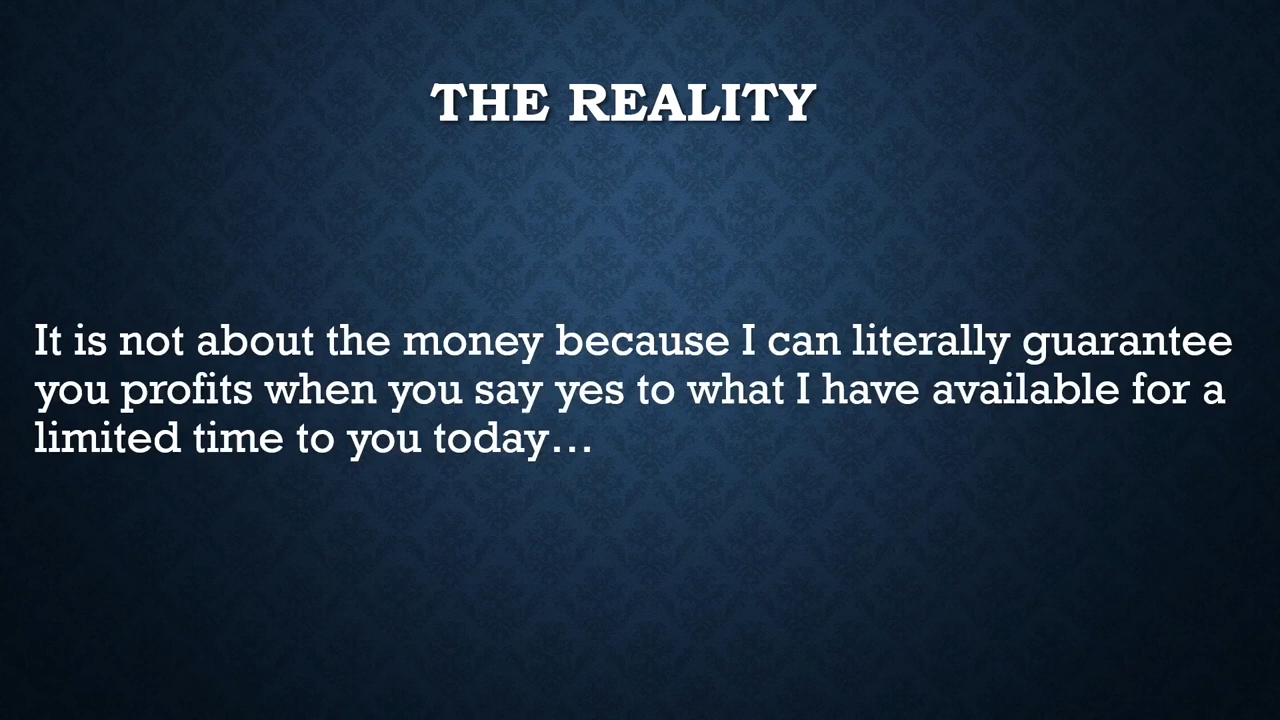 THE REALITY
It is not about the money because I can literally guarantee
you profits when you say yes to what I have available for a
limited time to you today...